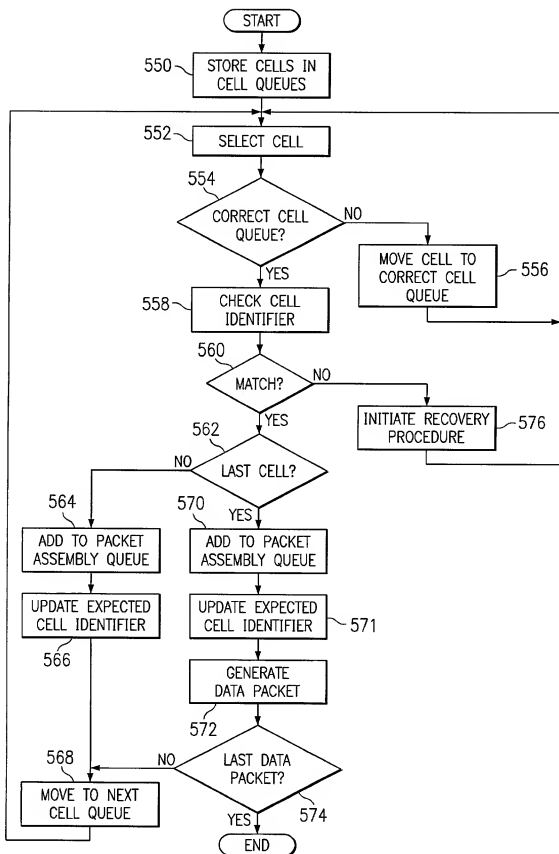 START
550
STORE CELLS IN
CELL QUEUES
552
SELECT CELL
554
CORRECT CELL
QUEUE?
NO
YES
MOVE CELL TO
CORRECT CELL
QUEUE
556
558
CHECK CELL
IDENTIFIER
560
MATCH?
NO
YES
INITIATE RECOVERY
PROCEDURE
576
562
LAST CELL?
NO
YES
564
ADD TO PACKET
ASSEMBLY QUEUE
570
ADD TO PACKET
ASSEMBLY QUEUE
UPDATE EXPECTED
CELL IDENTIFIER
566
UPDATE EXPECTED
CELL IDENTIFIER
571
GENERATE
DATA PACKET
572
LAST DATA
PACKET?
NO
574
YES
568
MOVE TO NEXT
CELL QUEUE
END